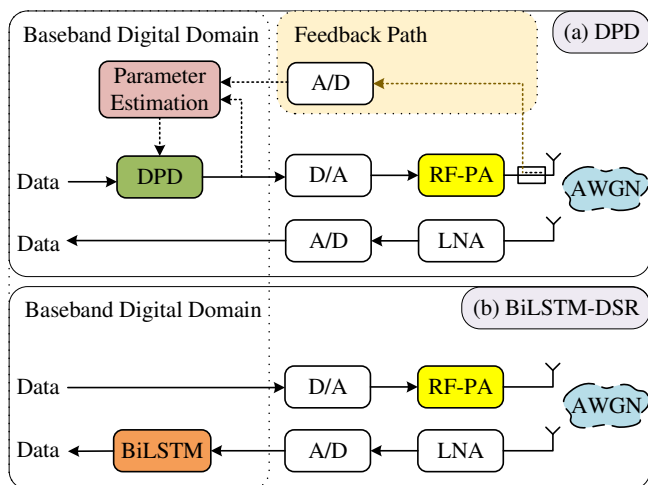 Baseband Digital Domain
Feedback Path
(a) DPD
Parameter
Estimation
A/D
Data
DPD
D/A
RF-PA
AWGN
Data
A/D
LNA
Baseband Digital Domain
(b) BiLSTM-DSR
Data
D/A
RF-PA
AWGN
Data
BiLSTM
A/D
LNA